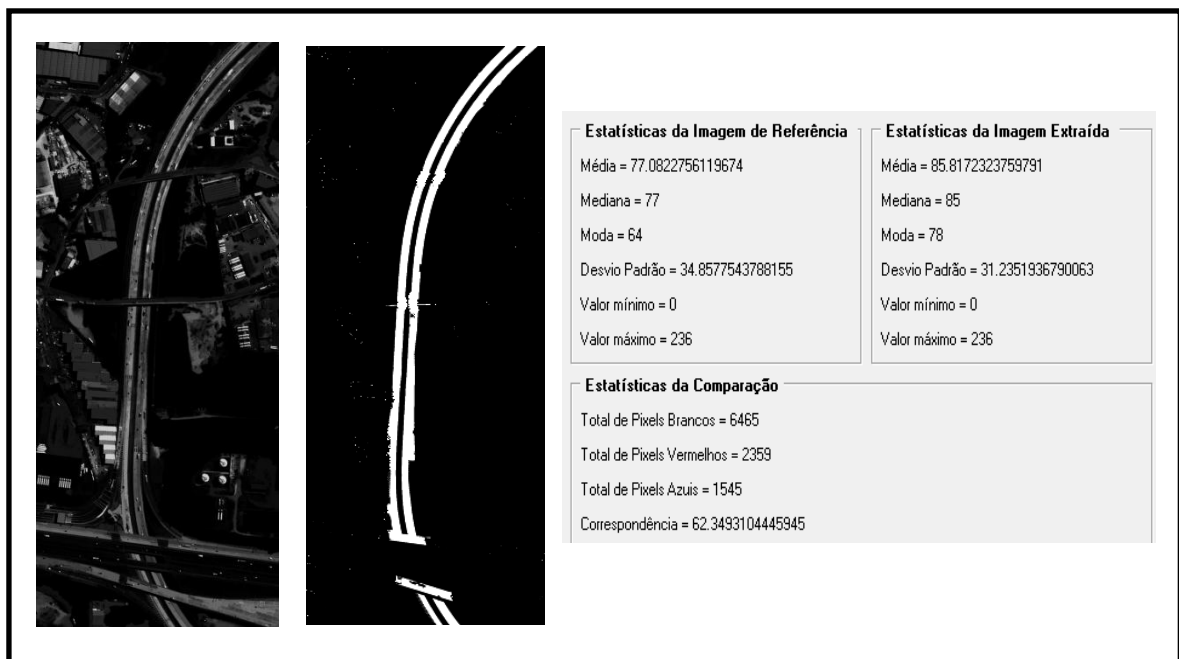 Estatísticas da Imagem de Referência
Média = 77.0822756119674
Mediana = 77
Moda = 64
Desvio Padrão = 34.8577543788155
Valor mínimo = 0
Valor máximo = 236
Estatísticas da Imagem Extraída
Média = 85.8172323759791
Mediana = 85
Moda = 78
Desvio Padrão = 31.2351936790063
Valor mínimo = 0
Valor máximo = 236
Estatísticas da Comparação
Total de Pixels Brancos = 6465
Total de Pixels Vermelhos = 2359
Total de Pixels Azuis = 1545
Correspondência = 62.3493104445945